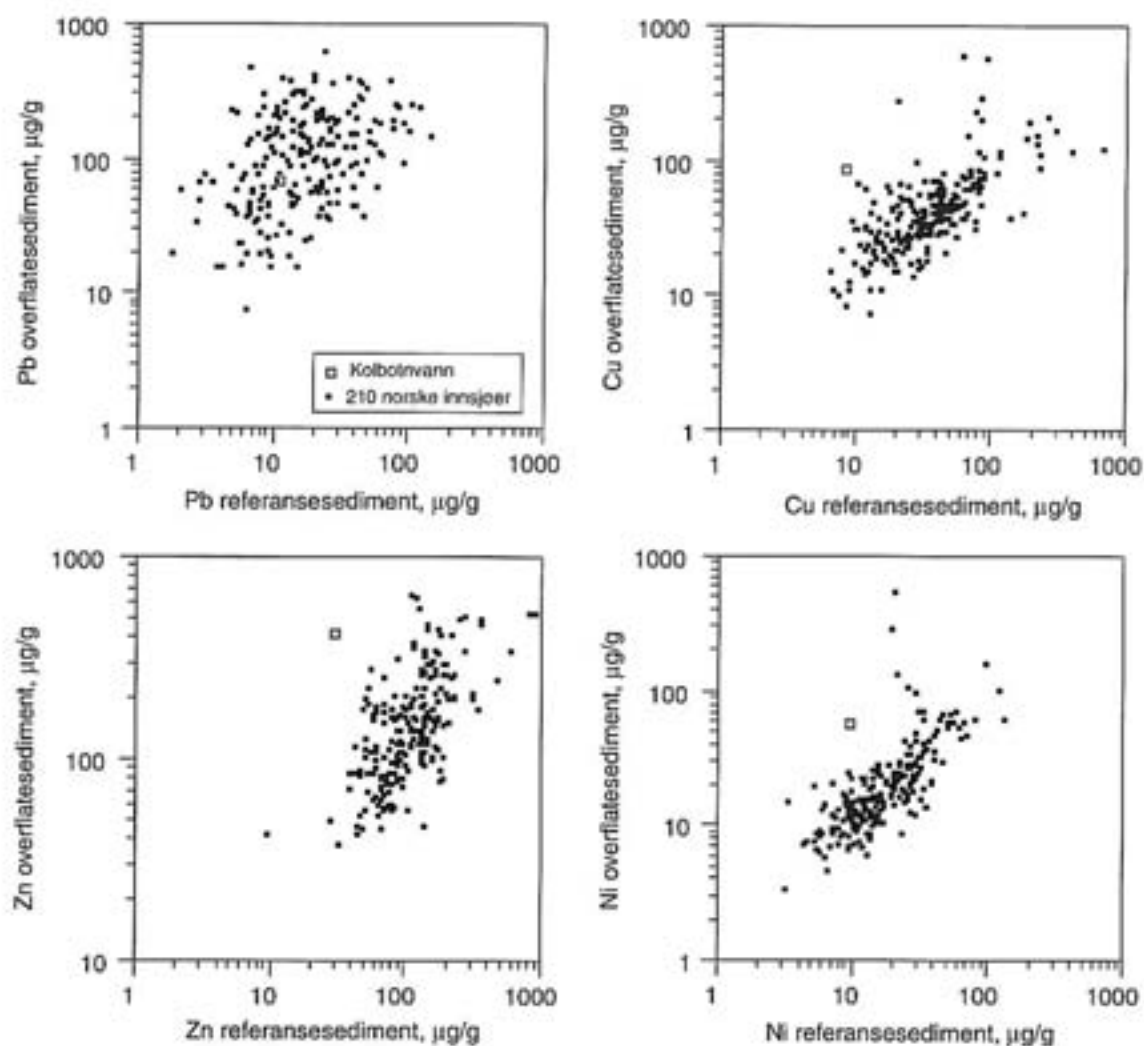 1000
100
10
1
Pb overflatesediment, µg/g
Kolbotnvann
210 norske innsjøer
1 10 100 1000
Pb referansesediment, µg/g
1000
100
10
1
Cu overflatesediment, µg/g
1 10 100 1000
Cu referansesediment, µg/g
1000
100
10
Zn overflatesediment, µg/g
1 10 100 1000
Zn referansesediment, µg/g
1000
100
10
1
Ni overflatesediment, µg/g
1 10 100 1000
Ni referansesediment, µg/g